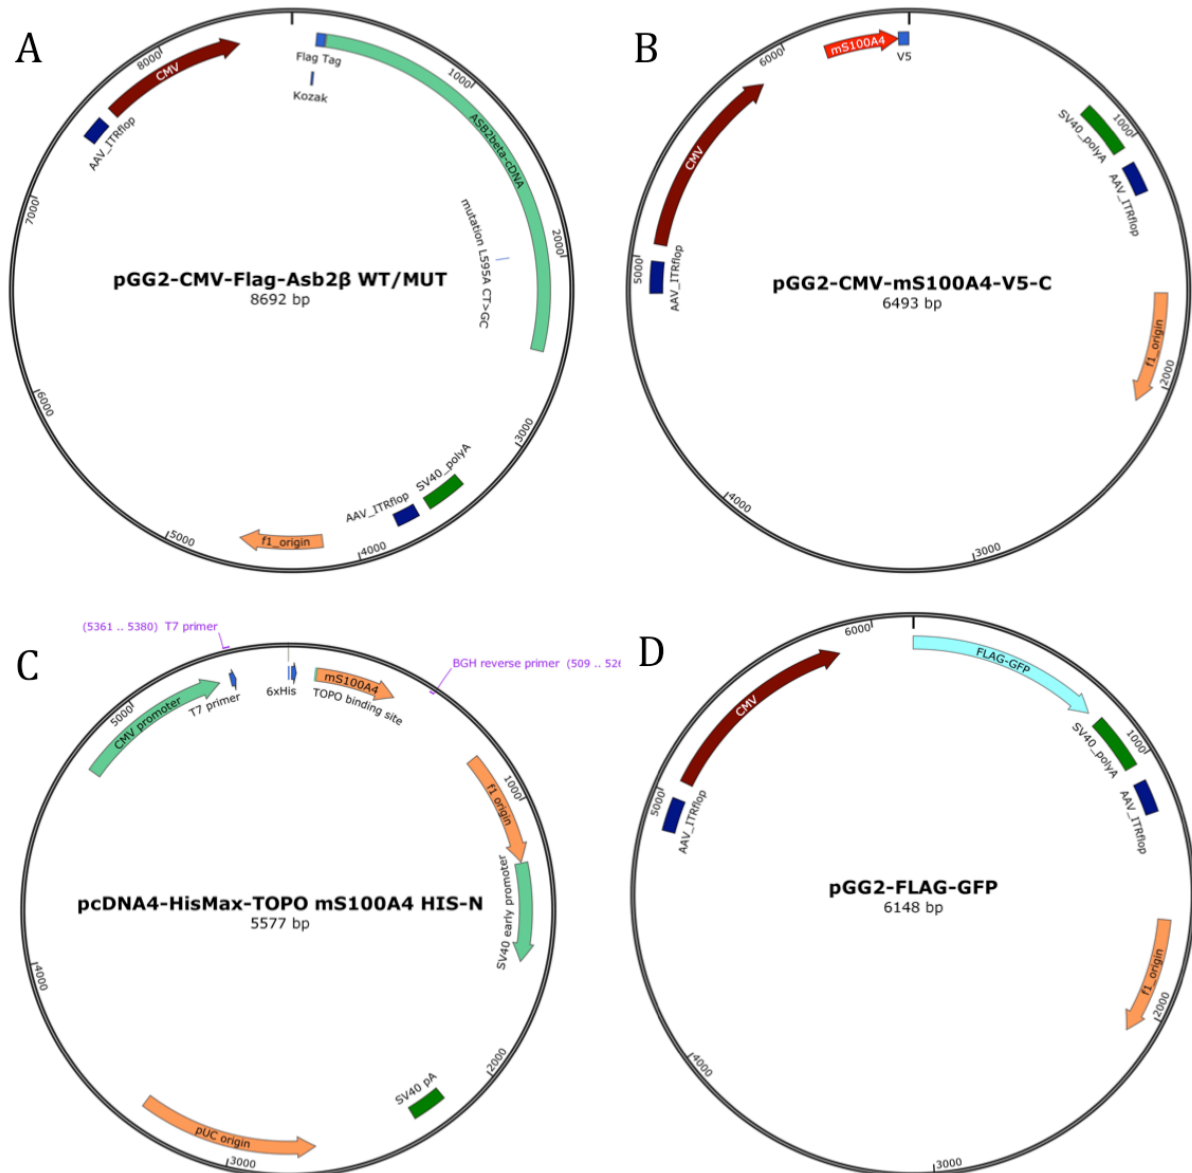 A
8000
CMV
AAV_ITRflop
Flag Tag
Kozak
1000
ASB2beta-cDNA
2000
mutation L595A CT>GC
7000
pGG2-CMV-Flag-Asb2β WT/MUT
8692 bp
6000
3000
SV40_polyA
AAV_ITRflop
4000
f1_origin
5000
B
6000
mS100A4
V5
CMV
1000
SV40_polyA
AAV_ITRflop
5000
AAV_ITRflop
pGG2-CMV-mS100A4-V5-C
6493 bp
f1_origin
2000
4000
3000
C
(5361 .. 5380) T7 primer
BGH reverse primer (509 .. 526
5000
CMV promoter
T7 primer
6xHis
mS100A4
TOPO binding site
1000
f1 origin
SV40 early promoter
pcDNA4-HisMax-TOPO mS100A4 HIS-N
5577 bp
4000
2000
SV40 pA
pUC origin
3000
D
6000
FLAG-GFP
CMV
SV40_polyA
1000
AAV_ITRflop
5000
AAV_ITRflop
pGG2-FLAG-GFP
6148 bp
f1_origin
2000
4000
3000